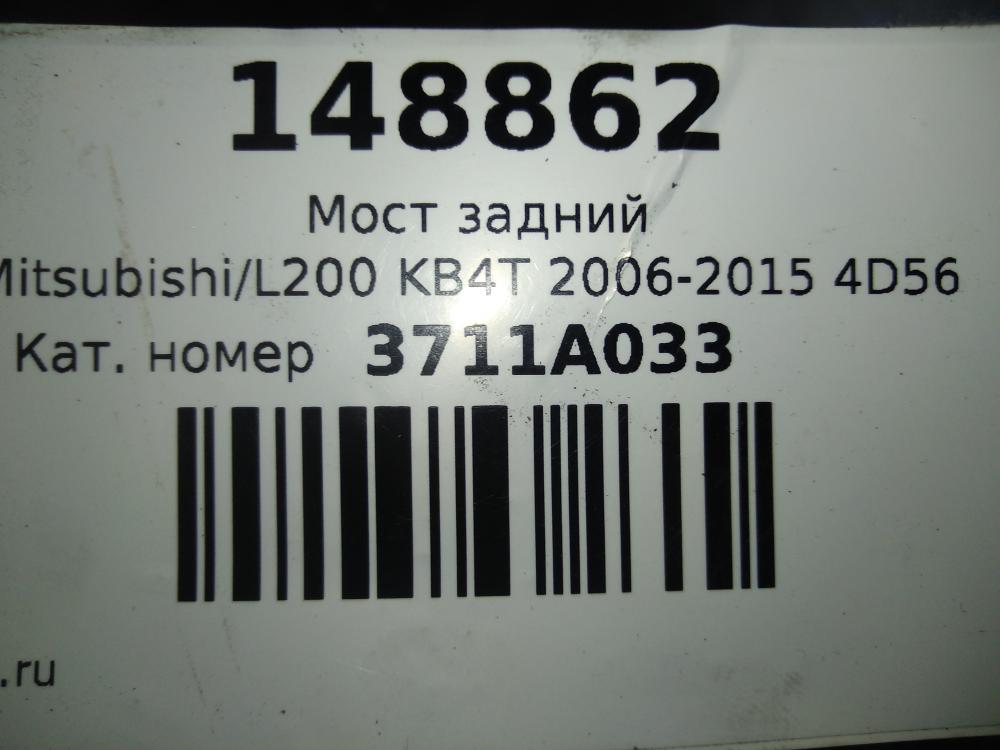 148862
Мост задний
Mitsubishi/L200 KB4T 2006-2015 4D56
Кат. номер 3711A033
.ru